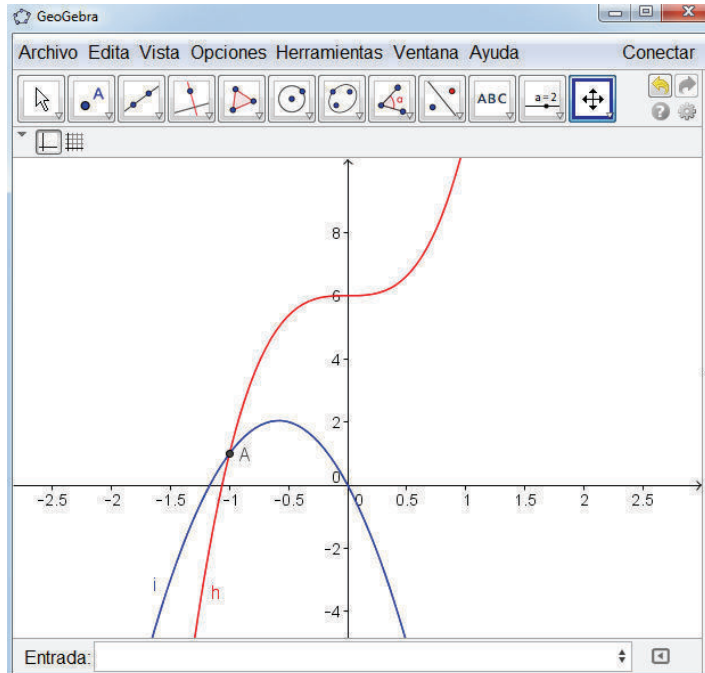 GeoGebra
Archivo Edita Vista Opciones Herramientas Ventana Ayuda Conectar
A ABC a=2 α ?
8
6
4
2
A
0
-2.5 -2 -1.5 -1 -0.5 0 0.5 1 1.5 2 2.5
-2
i h
-4
Entrada: